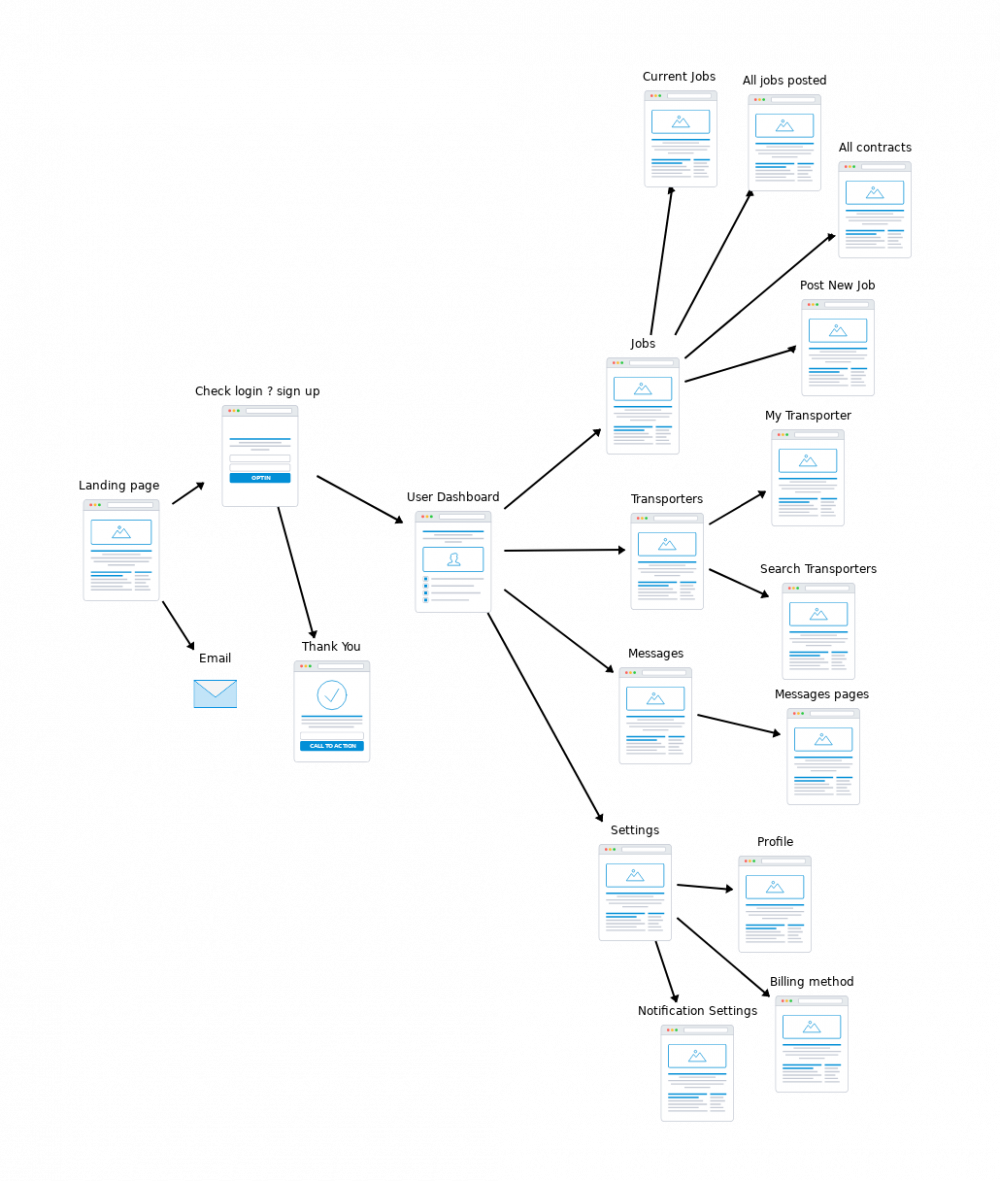 Current Jobs
All jobs posted
All contracts
Post New Job
Jobs
Check login ? sign up
OPTIN
My Transporter
Landing page
User Dashboard
Transporters
Search Transporters
Thank You
Email
Messages
Messages pages
CALL TO ACTION
Settings
Profile
Billing method
Notification Settings